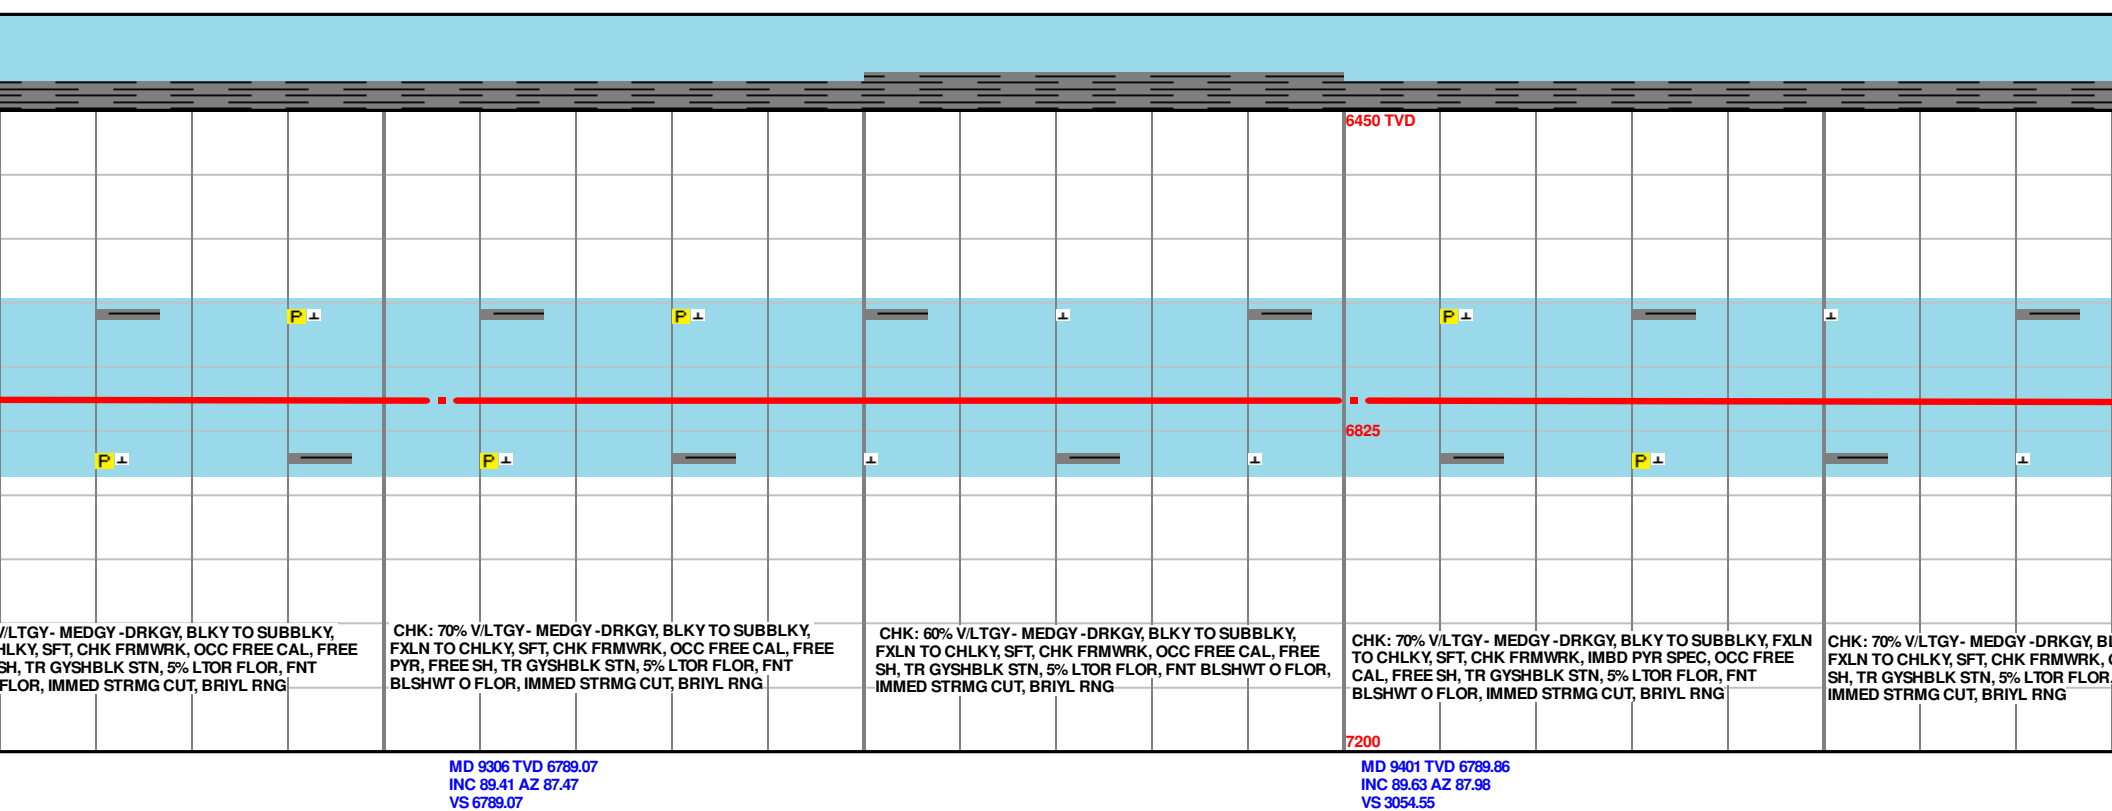 6450 TVD
P ⊥
P ⊥
⊥
P ⊥
⊥
6825
P ⊥
P ⊥
⊥
⊥
P ⊥
⊥
V/LTGY- MEDGY -DRKGY, BLKY TO SUBBLKY,
HLKY, SFT, CHK FRMWRK, OCC FREE CAL, FREE
SH, TR GYSHBLK STN, 5% LTOR FLOR, FNT
FLOR, IMMED STRMG CUT, BRIYL RNG
CHK: 70% V/LTGY- MEDGY -DRKGY, BLKY TO SUBBLKY,
FXLN TO CHLKY, SFT, CHK FRMWRK, OCC FREE CAL, FREE
PYR, FREE SH, TR GYSHBLK STN, 5% LTOR FLOR, FNT
BLSHWT O FLOR, IMMED STRMG CUT, BRIYL RNG
CHK: 60% V/LTGY- MEDGY -DRKGY, BLKY TO SUBBLKY,
FXLN TO CHLKY, SFT, CHK FRMWRK, OCC FREE CAL, FREE
SH, TR GYSHBLK STN, 5% LTOR FLOR, FNT BLSHWT O FLOR,
IMMED STRMG CUT, BRIYL RNG
CHK: 70% V/LTGY- MEDGY -DRKGY, BLKY TO SUBBLKY, FXLN
TO CHLKY, SFT, CHK FRMWRK, IMBD PYR SPEC, OCC FREE
CAL, FREE SH, TR GYSHBLK STN, 5% LTOR FLOR, FNT
BLSHWT O FLOR, IMMED STRMG CUT, BRIYL RNG
CHK: 70% V/LTGY- MEDGY -DRKGY, BL
FXLN TO CHLKY, SFT, CHK FRMWRK,
SH, TR GYSHBLK STN, 5% LTOR FLOR,
IMMED STRMG CUT, BRIYL RNG
7200
MD 9306 TVD 6789.07
INC 89.41 AZ 87.47
VS 6789.07
MD 9401 TVD 6789.86
INC 89.63 AZ 87.98
VS 3054.55